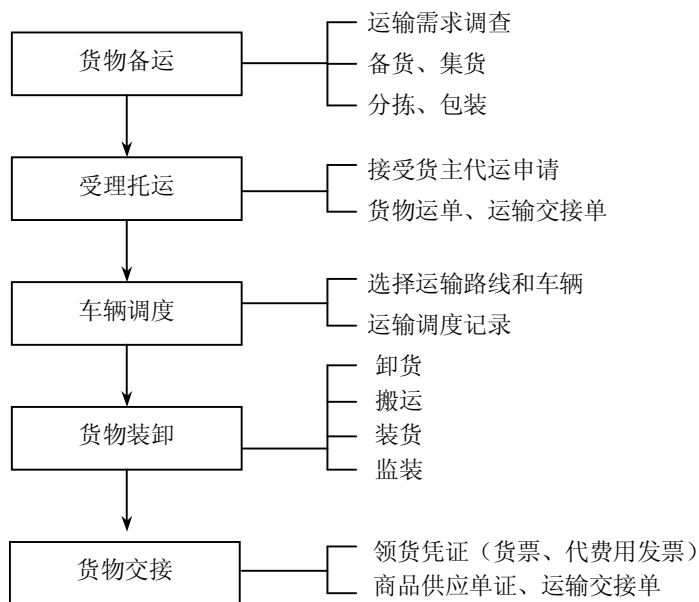 货物备运
运输需求调查
备货、集货
分拣、包装
受理托运
接受货主代运申请
货物运单、运输交接单
车辆调度
选择运输路线和车辆
运输调度记录
货物装卸
卸货
搬运
装货
监装
货物交接
领货凭证（货票、代费用发票）
商品供应单证、运输交接单